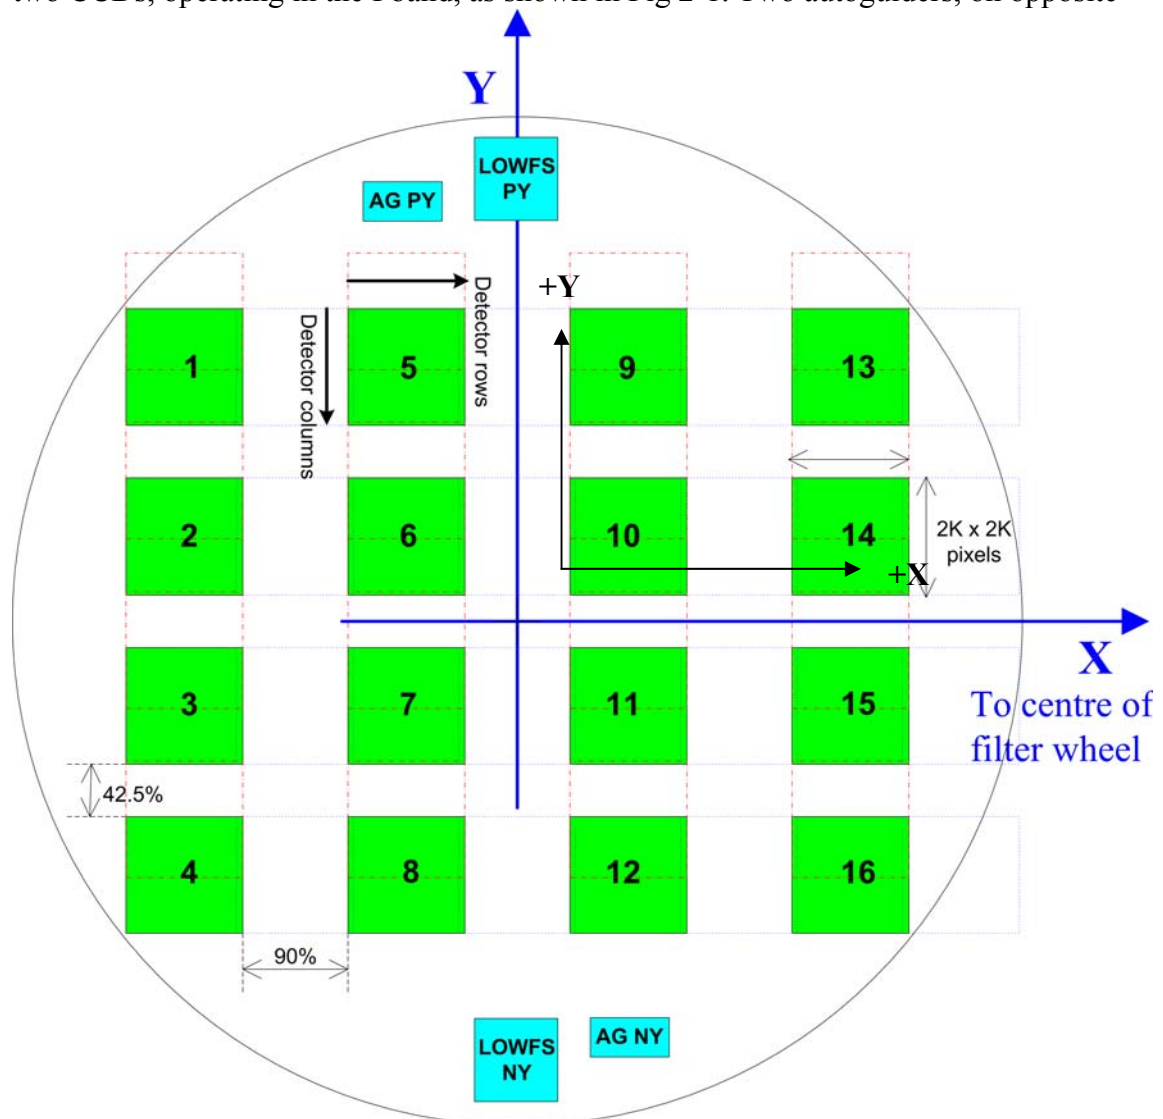 two CCDs, operating in the I band, as shown in Fig 2-1. Two autoguiders, on opposite
Y
LOWFS
PY
AG PY
+Y
Detector rows
Detector columns
1
5
9
13
2
6
10
14
2K x 2K
pixels
+X
X
To centre of
filter wheel
3
7
11
15
42.5%
4
8
12
16
90%
LOWFS
NY
AG NY